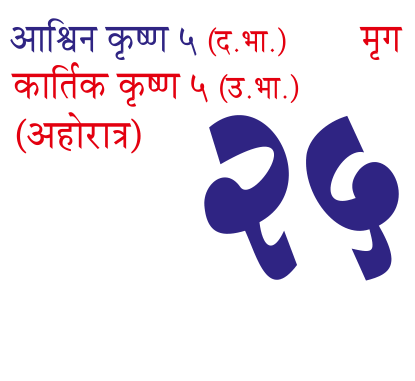 आश्विन कृष्ण ५ (द.भा.) मृग
कार्तिक कृष्ण ५ (उ.भा.)
(अहोरात्र)
२५